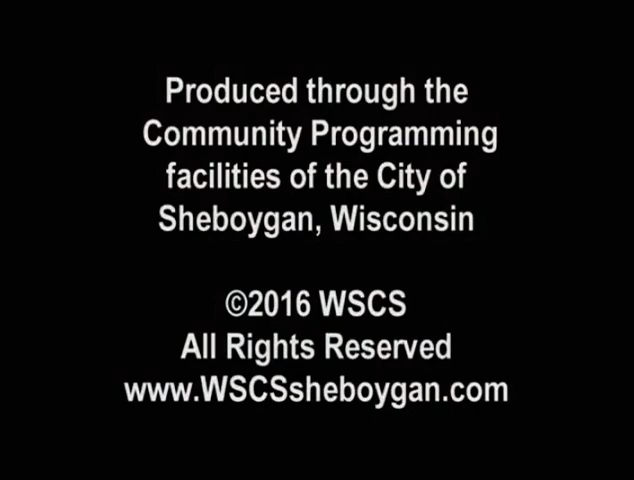 Produced through the
Community Programming
facilities of the City of
Sheboygan, Wisconsin
©2016 WSCS
All Rights Reserved
www.WSCSsheboygan.com